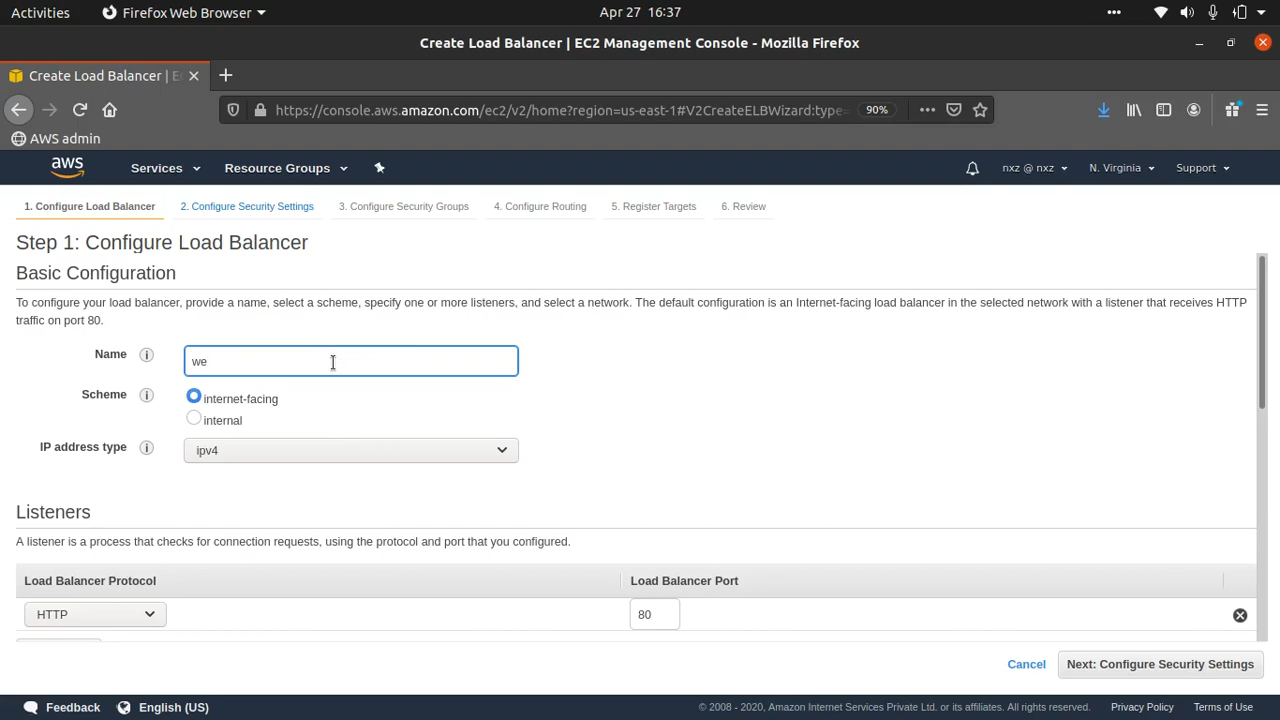 Activities Firefox Web Browser Apr 27 16:37
Create Load Balancer | EC2 Management Console - Mozilla Firefox
Create Load Balancer | E
https://console.aws.amazon.com/ec2/v2/home?region=us-east-1#V2CreateELBWizard:type= 90%
AWS admin
aws Services Resource Groups nxz @ nxz N. Virginia Support
1. Configure Load Balancer 2. Configure Security Settings 3. Configure Security Groups 4. Configure Routing 5. Register Targets 6. Review
Step 1: Configure Load Balancer
Basic Configuration
To configure your load balancer, provide a name, select a scheme, specify one or more listeners, and select a network. The default configuration is an Internet-facing load balancer in the selected network with a listener that receives HTTP
traffic on port 80.
Name we
Scheme internet-facing
internal
IP address type ipv4
Listeners
A listener is a process that checks for connection requests, using the protocol and port that you configured.
Load Balancer Protocol Load Balancer Port
HTTP 80
Cancel Next: Configure Security Settings
Feedback English (US) © 2008 - 2020, Amazon Internet Services Private Ltd. or its affiliates. All rights reserved. Privacy Policy Terms of Use